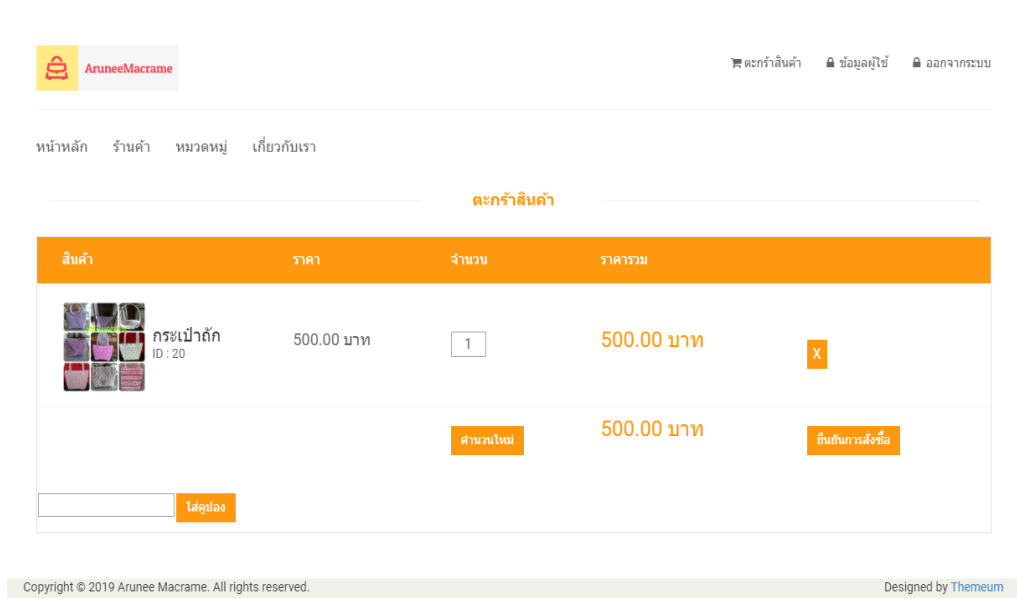 AruneeMacrame
ตะกร้าสินค้า ข้อมูลผู้ใช้ ออกจากระบบ
หน้าหลัก ร้านค้า หมวดหมู่ เกี่ยวกับเรา
ตะกร้าสินค้า
สินค้า ราคา จำนวน ราคารวม
กระเป๋าถัก
ID : 20
500.00 บาท 1 500.00 บาท X
คำนวนใหม่ 500.00 บาท ยืนยันการสั่งซื้อ
ใส่คูปอง
Copyright © 2019 Arunee Macrame. All rights reserved. Designed by Themeum